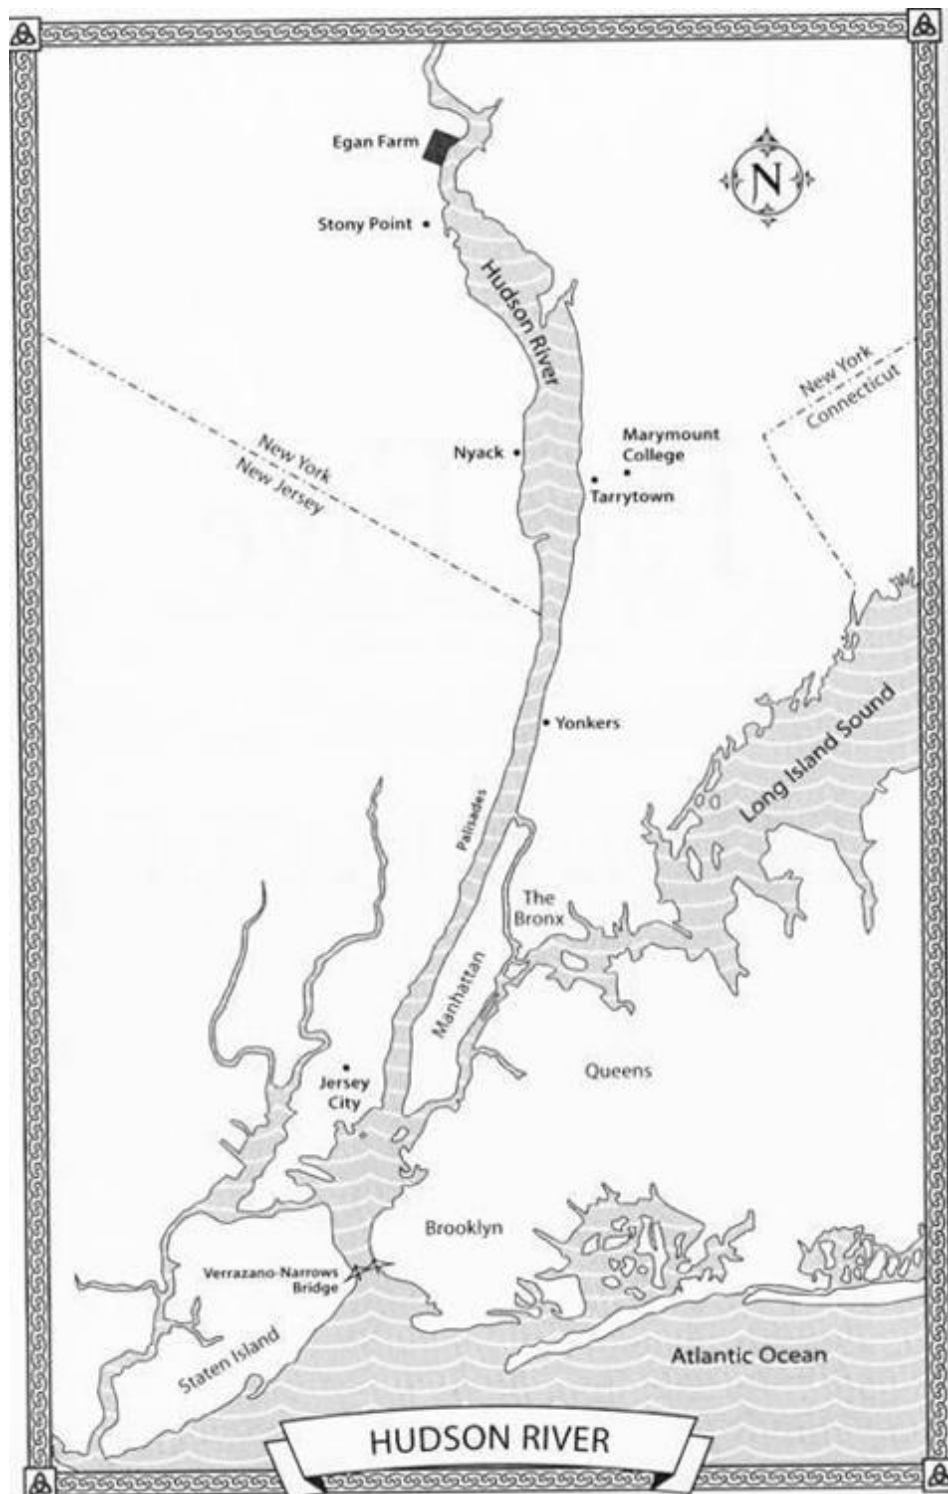 Egan Farm
N
Stony Point
Hudson River
New York
Connecticut
Marymount
College
Nyack
Tarrytown
New York
New Jersey
Yonkers
Long Island Sound
Palisades
The
Bronx
Manhattan
Queens
Jersey
City
Brooklyn
Verrazano-Narrows
Bridge
Staten Island
Atlantic Ocean
HUDSON RIVER